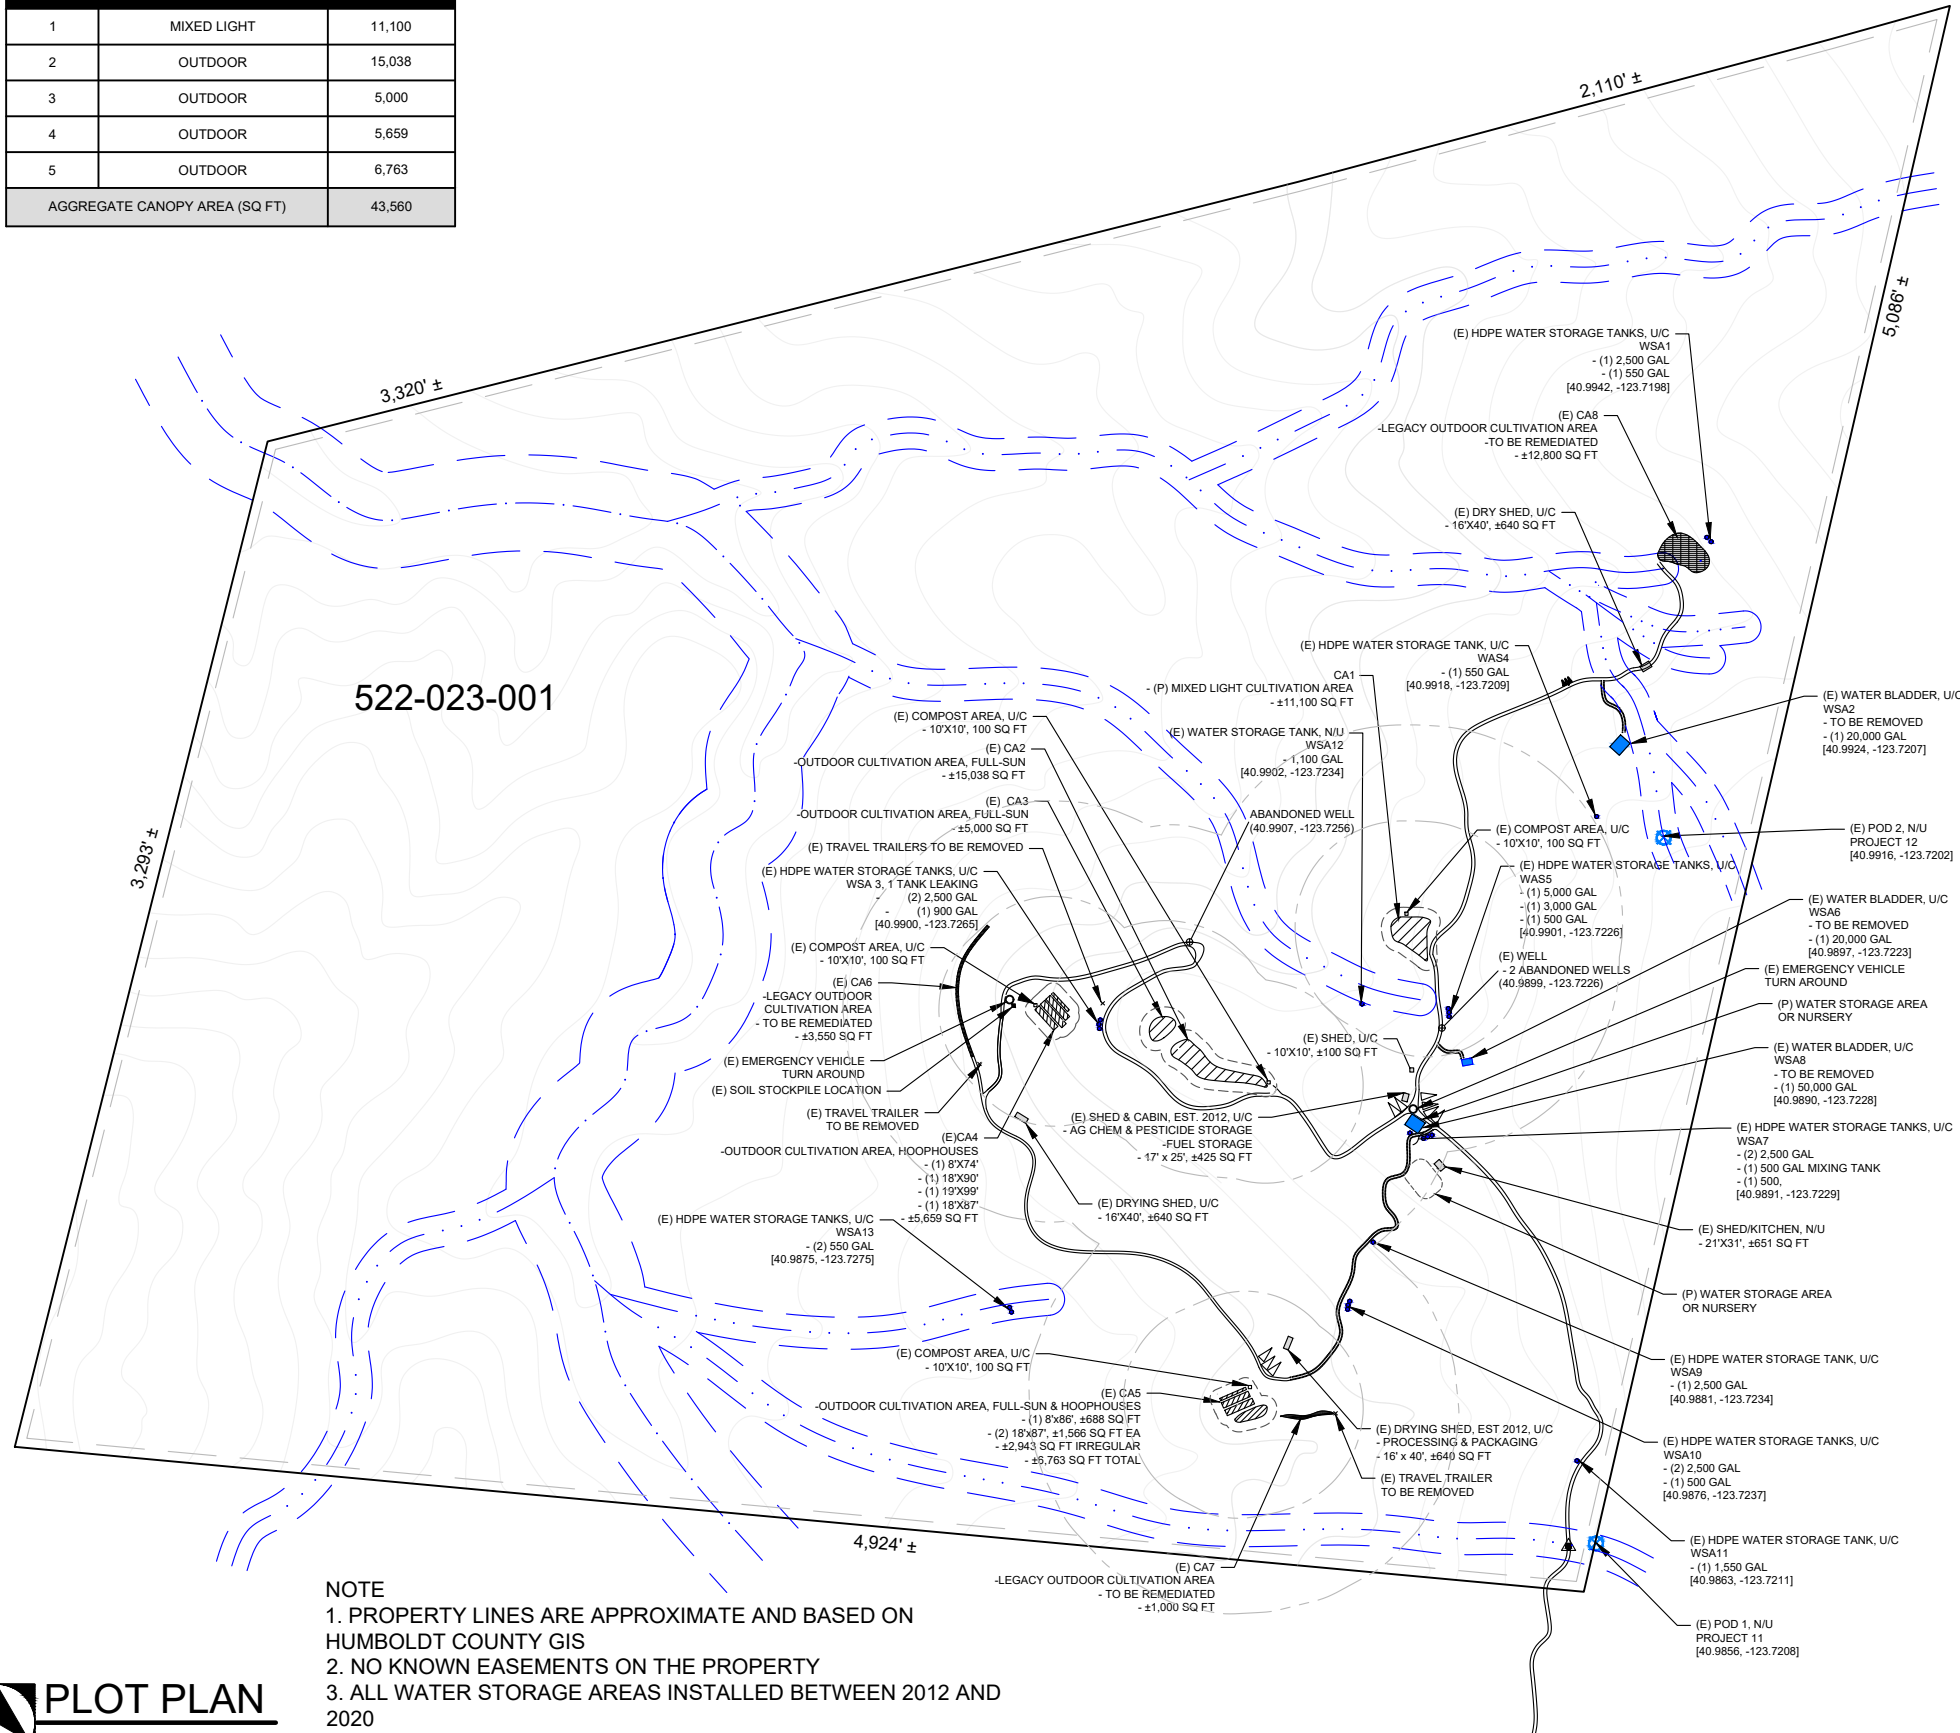 1 MIXED LIGHT 11,100
2 OUTDOOR 15,038
3 OUTDOOR 5,000
4 OUTDOOR 5,659
5 OUTDOOR 6,763
AGGREGATE CANOPY AREA (SQ FT) 43,560
2,110' ±
5,086' ±
3,320' ±
3,293' ±
4,924' ±
522-023-001
(E) HDPE WATER STORAGE TANKS, U/C
WSA1
- (1) 2,500 GAL
- (1) 550 GAL
[40.9942, -123.7198]
(E) CA8
-LEGACY OUTDOOR CULTIVATION AREA
-TO BE REMEDIATED
- ±12,800 SQ FT
(E) DRY SHED, U/C
- 16'X40', ±640 SQ FT
(E) HDPE WATER STORAGE TANK, U/C
WAS4
- (1) 550 GAL
[40.9918, -123.7209]
CA1
- (P) MIXED LIGHT CULTIVATION AREA
- ±11,100 SQ FT
(E) WATER STORAGE TANK, N/U
WSA12
- 1,100 GAL
[40.9902, -123.7234]
ABANDONED WELL
(40.9907, -123.7256)
(E) COMPOST AREA, U/C
- 10'X10', 100 SQ FT
(E) CA2
-OUTDOOR CULTIVATION AREA, FULL-SUN
- ±15,038 SQ FT
(E) CA3
-OUTDOOR CULTIVATION AREA, FULL-SUN
- ±5,000 SQ FT
(E) TRAVEL TRAILERS TO BE REMOVED
(E) HDPE WATER STORAGE TANKS, U/C
WSA 3, 1 TANK LEAKING
- (2) 2,500 GAL
- (1) 900 GAL
[40.9900, -123.7265]
(E) COMPOST AREA, U/C
- 10'X10', 100 SQ FT
(E) CA6
-LEGACY OUTDOOR
CULTIVATION AREA
- TO BE REMEDIATED
- ±3,550 SQ FT
(E) EMERGENCY VEHICLE
TURN AROUND
(E) SOIL STOCKPILE LOCATION
(E) TRAVEL TRAILER
TO BE REMOVED
(E)CA4
-OUTDOOR CULTIVATION AREA, HOOPHOUSES
- (1) 8'X74'
- (1) 18'X90'
- (1) 19'X99'
- (1) 18'X87'
- ±5,659 SQ FT
(E) HDPE WATER STORAGE TANKS, U/C
WSA13
- (2) 550 GAL
[40.9875, -123.7275]
(E) WATER BLADDER, U/C
WSA2
- TO BE REMOVED
- (1) 20,000 GAL
[40.9924, -123.7207]
(E) POD 2, N/U
PROJECT 12
[40.9916, -123.7202]
(E) COMPOST AREA, U/C
- 10'X10', 100 SQ FT
(E) HDPE WATER STORAGE TANKS, U/C
WAS5
- (1) 5,000 GAL
- (1) 3,000 GAL
- (1) 500 GAL
[40.9901, -123.7226]
(E) WELL
- 2 ABANDONED WELLS
(40.9899, -123.7226)
(E) WATER BLADDER, U/C
WSA6
- TO BE REMOVED
- (1) 20,000 GAL
[40.9897, -123.7223]
(E) EMERGENCY VEHICLE
TURN AROUND
(P) WATER STORAGE AREA
OR NURSERY
(E) SHED, U/C
- 10'X10', ±100 SQ FT
(E) WATER BLADDER, U/C
WSA8
- TO BE REMOVED
- (1) 50,000 GAL
[40.9890, -123.7228]
(E) SHED & CABIN, EST. 2012, U/C
- AG CHEM & PESTICIDE STORAGE
-FUEL STORAGE
- 17' x 25', ±425 SQ FT
(E) HDPE WATER STORAGE TANKS, U/C
WSA7
- (2) 2,500 GAL
- (1) 500 GAL MIXING TANK
- (1) 500,
[40.9891, -123.7229]
(E) DRYING SHED, U/C
- 16'X40', ±640 SQ FT
(E) SHED/KITCHEN, N/U
- 21'X31', ±651 SQ FT
(P) WATER STORAGE AREA
OR NURSERY
(E) COMPOST AREA, U/C
- 10'X10', 100 SQ FT
(E) CA5
-OUTDOOR CULTIVATION AREA, FULL-SUN & HOOPHOUSES
- (1) 8'x86', ±688 SQ FT
- (2) 18'x87', ±1,566 SQ FT EA
- ±2,943 SQ FT IRREGULAR
- ±6,763 SQ FT TOTAL
(E) HDPE WATER STORAGE TANK, U/C
WSA9
- (1) 2,500 GAL
[40.9881, -123.7234]
(E) DRYING SHED, EST 2012, U/C
- PROCESSING & PACKAGING
- 16' x 40', ±640 SQ FT
(E) TRAVEL TRAILER
TO BE REMOVED
(E) HDPE WATER STORAGE TANKS, U/C
WSA10
- (2) 2,500 GAL
- (1) 500 GAL
[40.9876, -123.7237]
(E) HDPE WATER STORAGE TANK, U/C
WSA11
- (1) 1,550 GAL
[40.9863, -123.7211]
(E) CA7
-LEGACY OUTDOOR CULTIVATION AREA
- TO BE REMEDIATED
- ±1,000 SQ FT
(E) POD 1, N/U
PROJECT 11
[40.9856, -123.7208]
NOTE
1. PROPERTY LINES ARE APPROXIMATE AND BASED ON
HUMBOLDT COUNTY GIS
2. NO KNOWN EASEMENTS ON THE PROPERTY
3. ALL WATER STORAGE AREAS INSTALLED BETWEEN 2012 AND
2020
PLOT PLAN